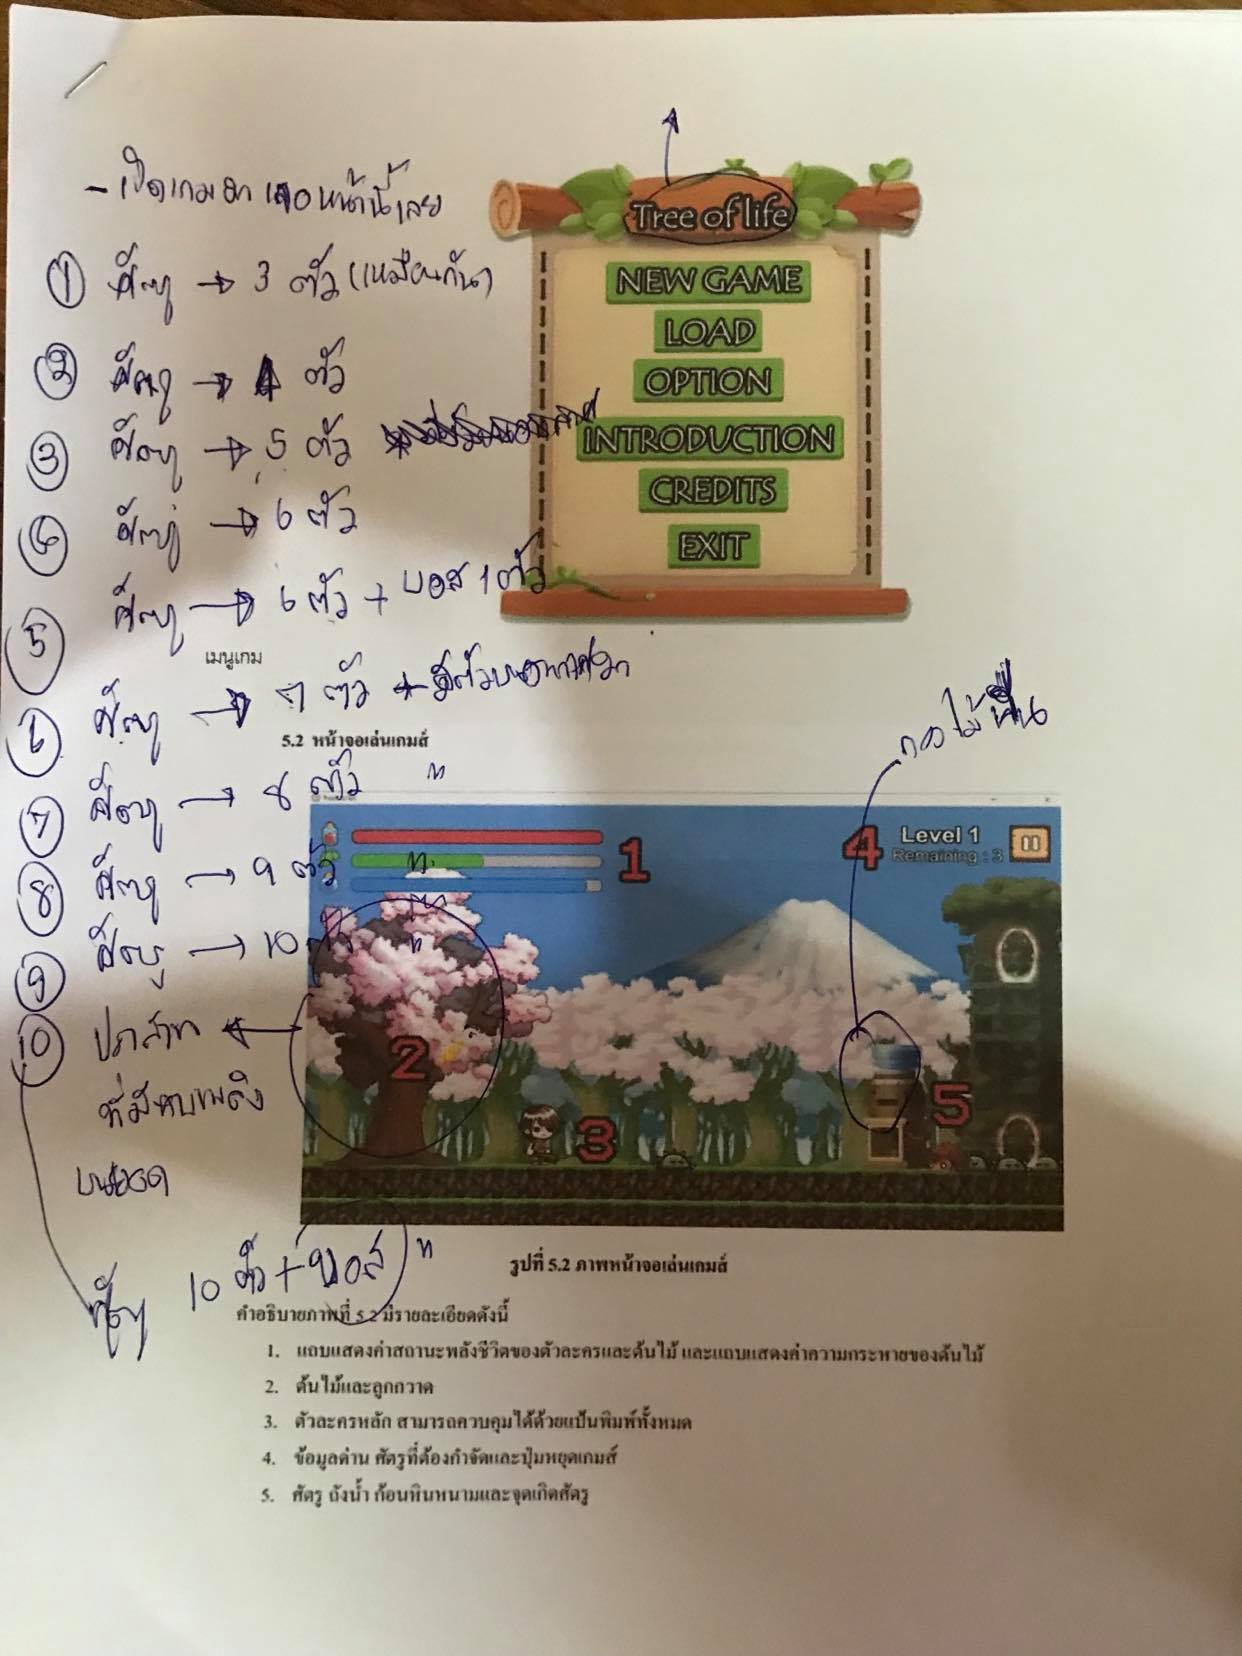 - เปิดเกมมา เจอหน้านี้เลย
Tree of life
NEW GAME
LOAD
OPTION
INTRODUCTION
CREDITS
EXIT
① ศัตรู → 3 ตัว (เหมือนกัน)
② ศัตรู → 4 ตัว
③ ศัตรู → 5 ตัว
④ ศัตรู → 6 ตัว
⑤ ศัตรู → 6 ตัว + บอส 1 ตัว
เมนูเกม
⑥ ศัตรู → 7 ตัว +
5.2 หน้าจอเล่นเกมส์
กองไม้ฟืน
⑦ ศัตรู → 8 ตัว "
⑧ ศัตรู → 9 ตัว "
⑨ ศัตรู → 10 ตัว "
1
4
Level 1
Remaining : 3
2
3
5
⑩ ปราสาท
ที่มีคบเพลิง
บนยอด
ศัตรู 10 ตัว + บอส "
รูปที่ 5.2 ภาพหน้าจอเล่นเกมส์
คำอธิบายภาพที่ 5.2 มีรายละเอียดดังนี้
1. แถบแสดงค่าสถานะพลังชีวิตของตัวละครและต้นไม้ และแถบแสดงค่าความกระหายของต้นไม้
2. ต้นไม้และลูกกวาด
3. ตัวละครหลัก สามารถควบคุมได้ด้วยแป้นพิมพ์ทั้งหมด
4. ข้อมูลด่าน ศัตรูที่ต้องกำจัดและปุ่มหยุดเกมส์
5. ศัตรู ถังน้ำ ก้อนหินหนามและจุดเกิดศัตรู